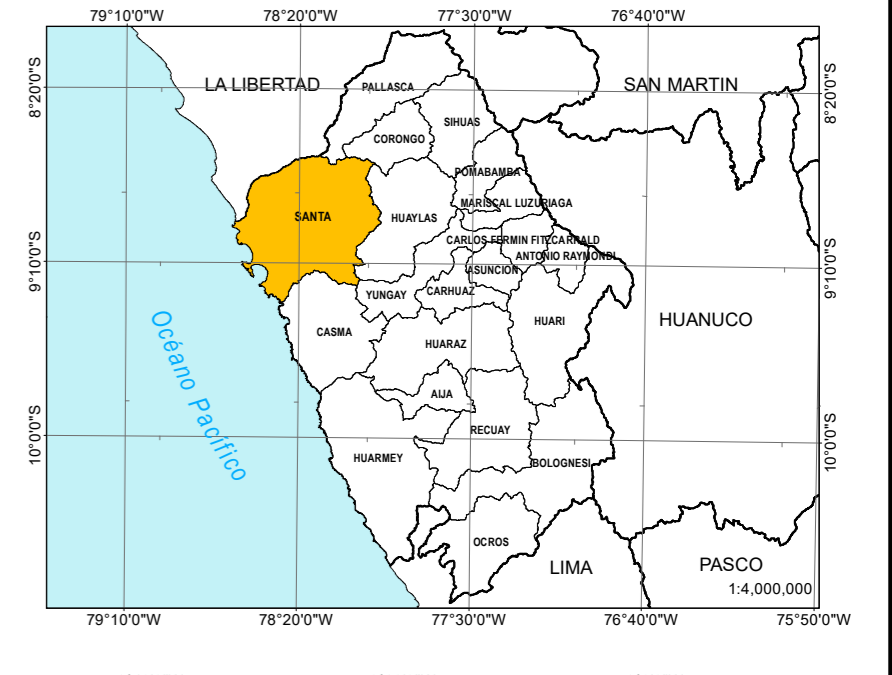 79°10'0"W 78°20'0"W 77°30'0"W 76°40'0"W
8°20'0"S
8°20'0"S
LA LIBERTAD
SAN MARTIN
PALLASCA
SIHUAS
CORONGO
POMABAMBA
MARISCAL LUZURIAGA
SANTA
HUAYLAS
CARLOS FERMIN FITZCARRALD
ANTONIO RAYMONDI
9°10'0"S
9°10'0"S
ASUNCION
YUNGAY
CARHUAZ
CASMA
HUARI
HUANUCO
HUARAZ
Océano Pacífico
AIJA
RECUAY
10°0'0"S
10°0'0"S
HUARMEY
BOLOGNESI
OCROS
LIMA
PASCO
1:4,000,000
79°10'0"W 78°20'0"W 77°30'0"W 76°40'0"W 75°50'0"W